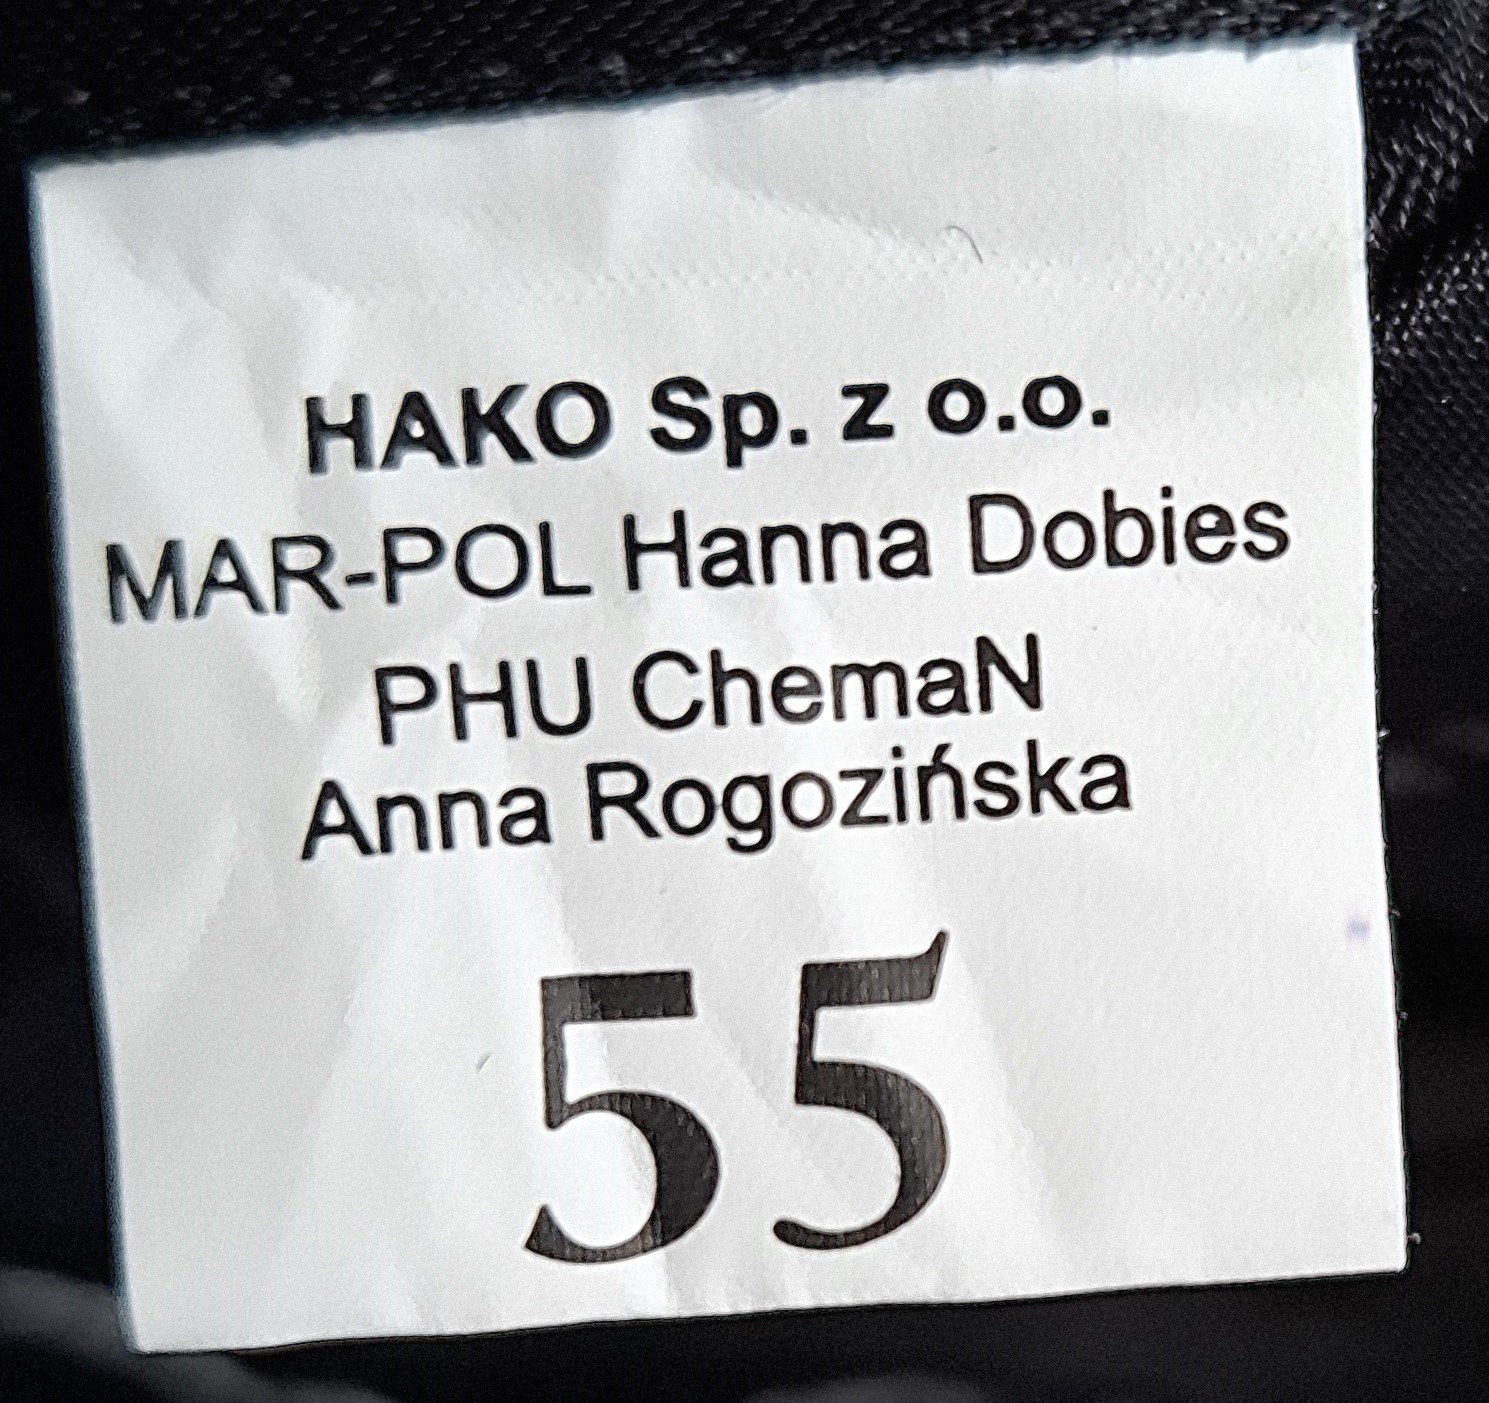 HAKO Sp. z o.o.
MAR-POL Hanna Dobies
PHU ChemaN
Anna Rogozińska
55